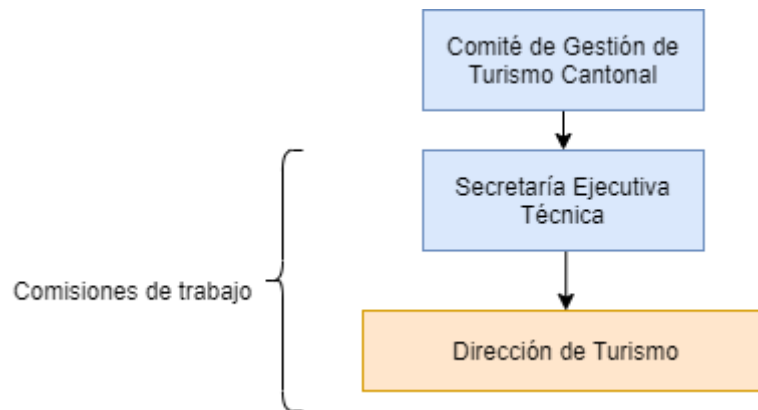 Comité de Gestión de
Turismo Cantonal
Secretaría Ejecutiva
Técnica
Comisiones de trabajo
Dirección de Turismo